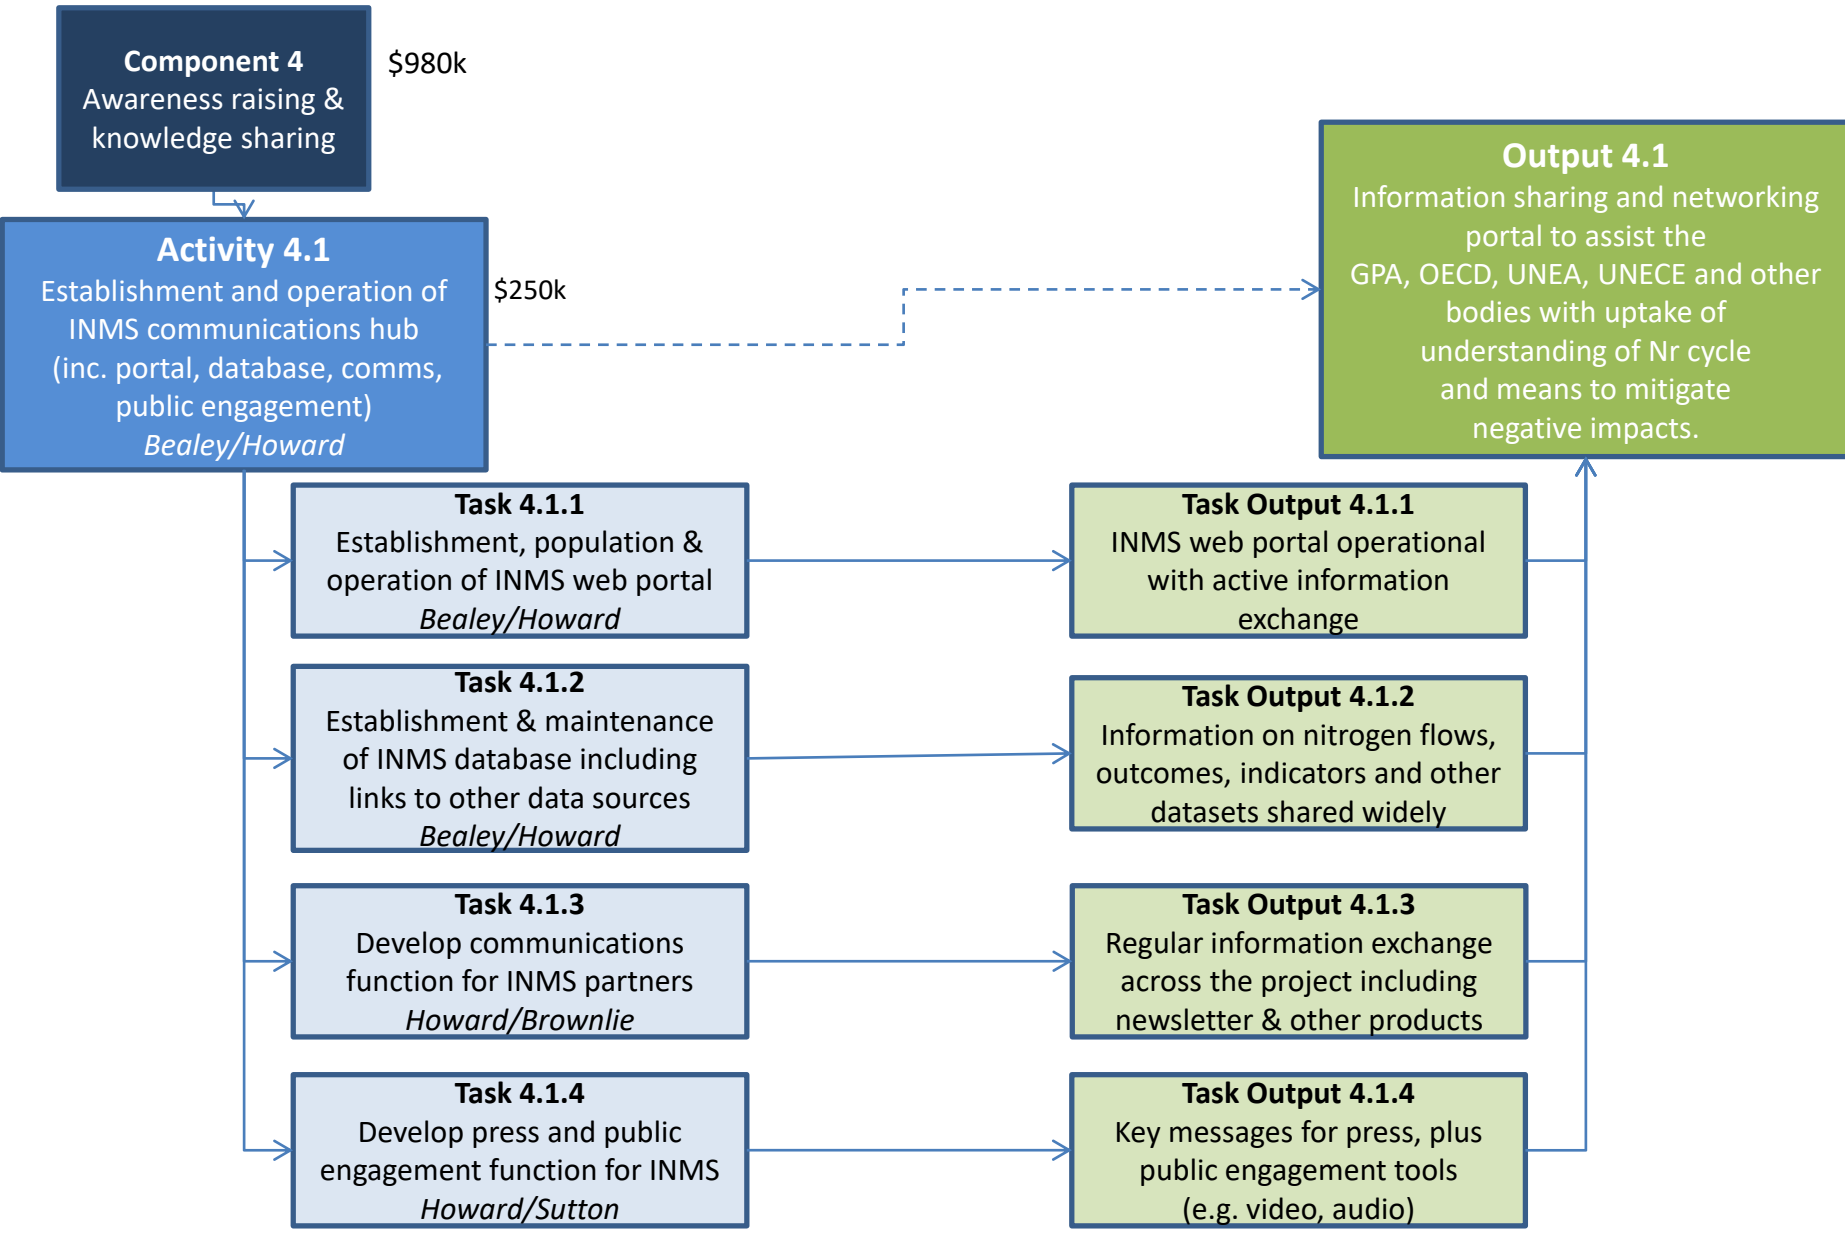 Component 4
Awareness raising &
knowledge sharing
$980k
Activity 4.1
Establishment and operation of
INMS communications hub
(inc. portal, database, comms,
public engagement)
Bealey/Howard
$250k
Output 4.1
Information sharing and networking
portal to assist the
GPA, OECD, UNEA, UNECE and other
bodies with uptake of
understanding of Nr cycle
and means to mitigate
negative impacts.
Task 4.1.1
Establishment, population &
operation of INMS web portal
Bealey/Howard
Task Output 4.1.1
INMS web portal operational
with active information
exchange
Task 4.1.2
Establishment & maintenance
of INMS database including
links to other data sources
Bealey/Howard
Task Output 4.1.2
Information on nitrogen flows,
outcomes, indicators and other
datasets shared widely
Task 4.1.3
Develop communications
function for INMS partners
Howard/Brownlie
Task Output 4.1.3
Regular information exchange
across the project including
newsletter & other products
Task 4.1.4
Develop press and public
engagement function for INMS
Howard/Sutton
Task Output 4.1.4
Key messages for press, plus
public engagement tools
(e.g. video, audio)